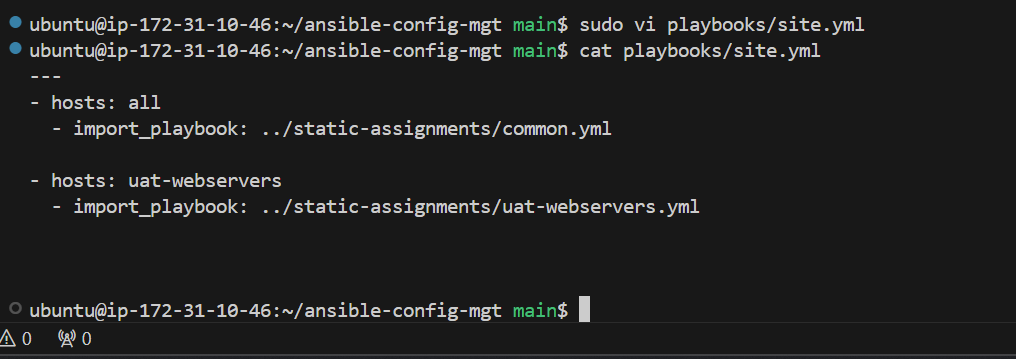 ubuntu@ip-172-31-10-46:~/ansible-config-mgt main$ sudo vi playbooks/site.yml
ubuntu@ip-172-31-10-46:~/ansible-config-mgt main$ cat playbooks/site.yml
---
- hosts: all
  - import_playbook: ../static-assignments/common.yml
- hosts: uat-webservers
  - import_playbook: ../static-assignments/uat-webservers.yml
ubuntu@ip-172-31-10-46:~/ansible-config-mgt main$
0 0